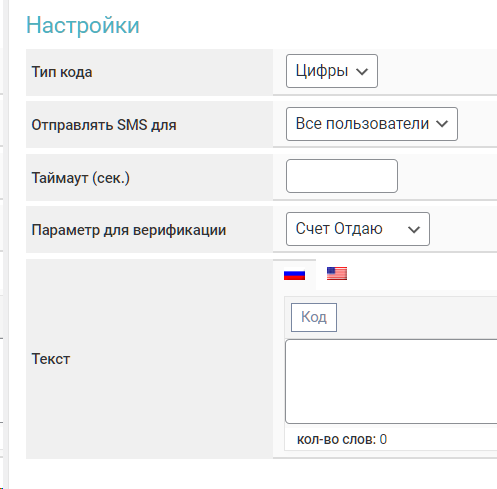 Настройки
Тип кода
Цифры
Отправлять SMS для
Все пользователи
Таймаут (сек.)
Параметр для верификации
Счет Отдаю
Текст
Код
кол-во слов: 0